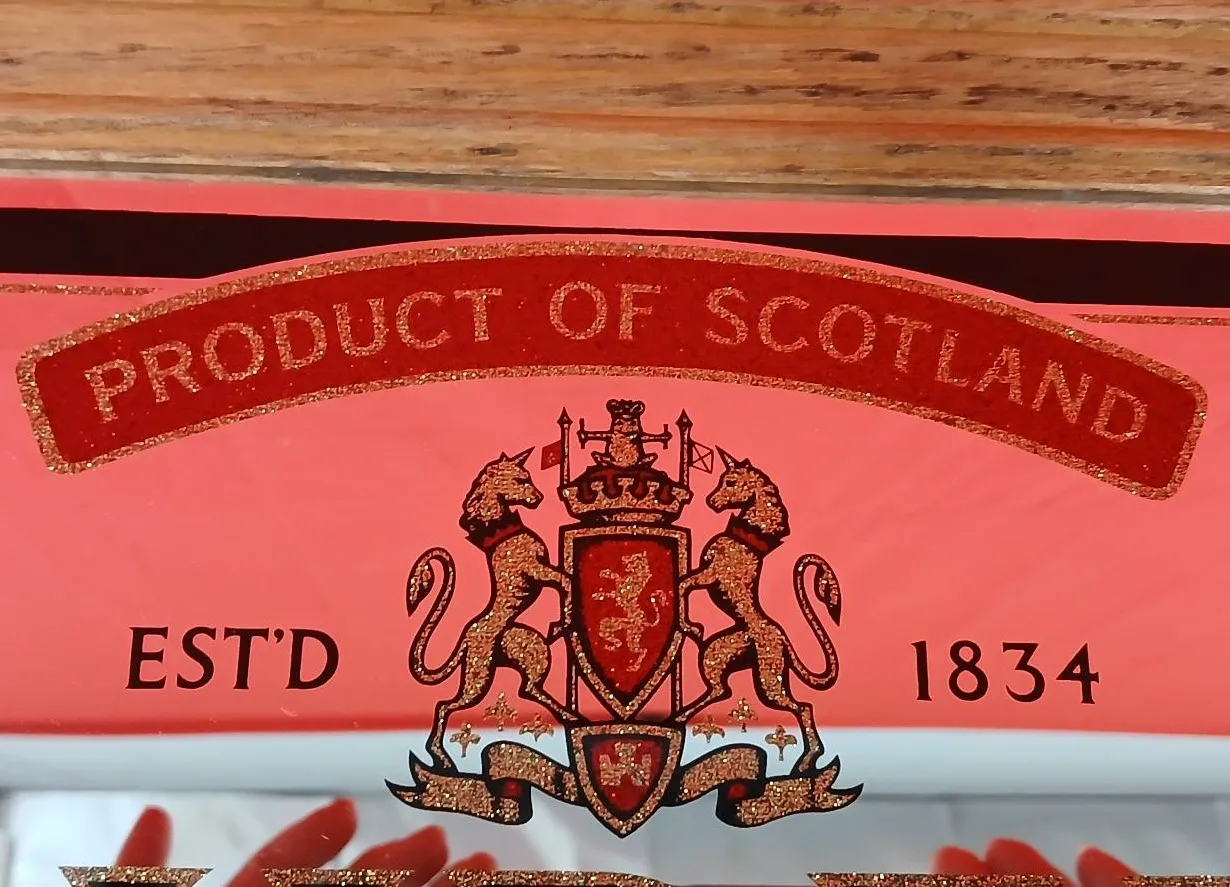 PRODUCT OF SCOTLAND
EST'D 1834